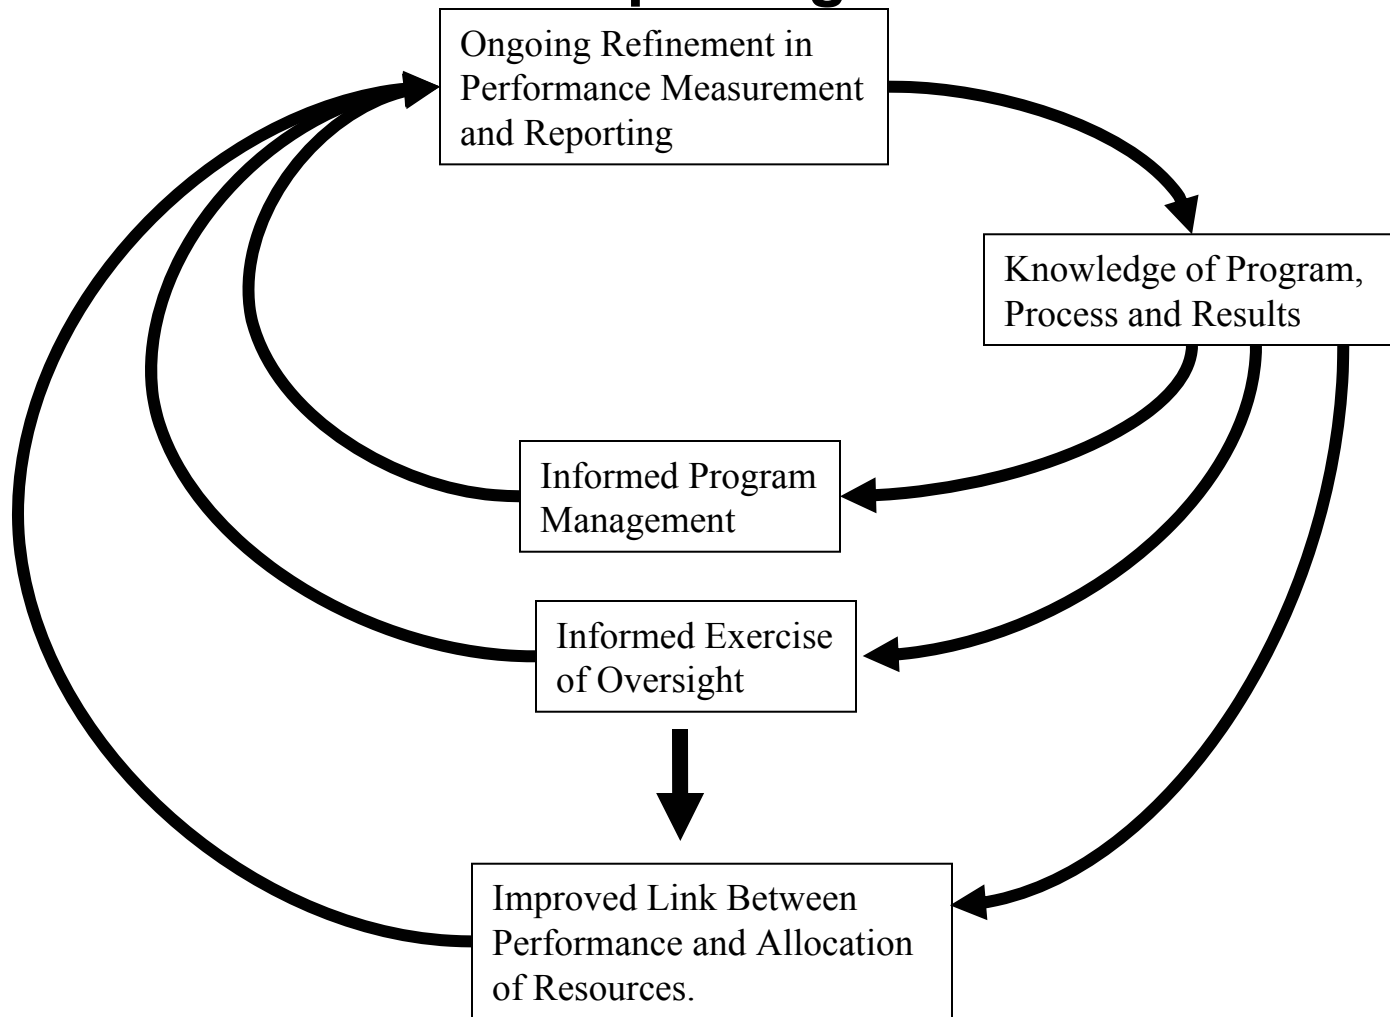 Ongoing Refinement in
Performance Measurement
and Reporting
Knowledge of Program,
Process and Results
Informed Program
Management
Informed Exercise
of Oversight
Improved Link Between
Performance and Allocation
of Resources.